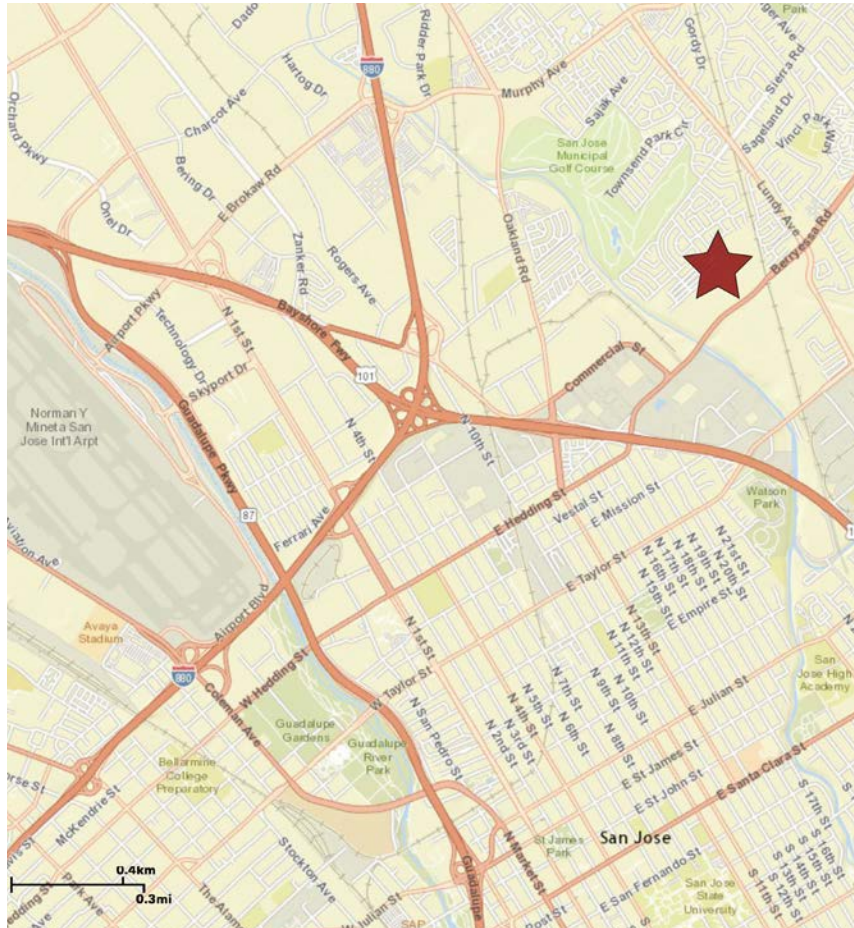 Dado
Hartog Dr
880
Ridder Park Dr
Murphy Ave
Gordy Dr
Sierra Rd
Sajak Ave
Sageland Dr
Vinci Park
Way
Orchard Pkwy
Charcot Ave
Bering Dr
E Brokaw Rd
San Jose
Municipal
Golf Course
Townsend Park Cir
Lundy Ave
Berryessa Rd
Onel Dr
Zanker Rd
Rogers Ave
Oakland Rd
Airport Pkwy
Technology Dr
N 1st St
Bayshore Fwy
101
Commercial St
Skyport Dr
Norman Y
Mineta San
Jose Int'l Arpt
Guadalupe Pkwy
N 4th St
N 10th St
87
Ferrari Ave
E Hedding St
Vestal St
E Mission St
Watson
Park
Aviation Ave
E Taylor St
N 21st St
N 20th St
N 19th St
N 18th St
N 17th St
N 16th St
N 15th St
E Empire St
Avaya
Stadium
Airport Blvd
N 1st St
N 13th St
N 12th St
N 11th St
N 10th St
N 9th St
N 8th St
N 7th St
N 6th St
N 5th St
N 4th St
N 3rd St
N 2nd St
880
Coleman Ave
W Hedding St
W Taylor St
N San Pedro St
E Julian St
San
Jose High
Academy
Guadalupe
Gardens
Guadalupe
River
Park
Bellarmine
College
Preparatory
E St James St
E St John St
E Santa Clara St
McKendrie St
Park Ave
Stockton Ave
The Alam
N Market St
St James
Park
San Jose
S 17th St
S 16th St
S 15th St
S 14th St
S 13th St
S 12th St
S 11th St
0.4km
0.3mi
Hedding St
W Julian St
SAP
Guadalupe
Post St
E San Fernando St
San Jose
State
University